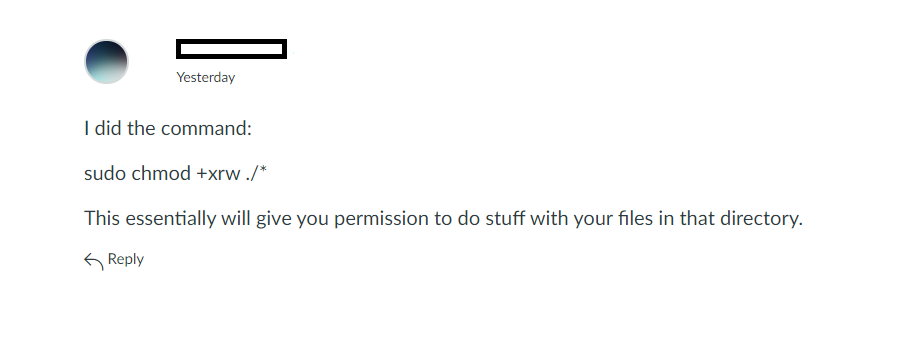 Yesterday
I did the command:
sudo chmod +xrw ./*
This essentially will give you permission to do stuff with your files in that directory.
Reply